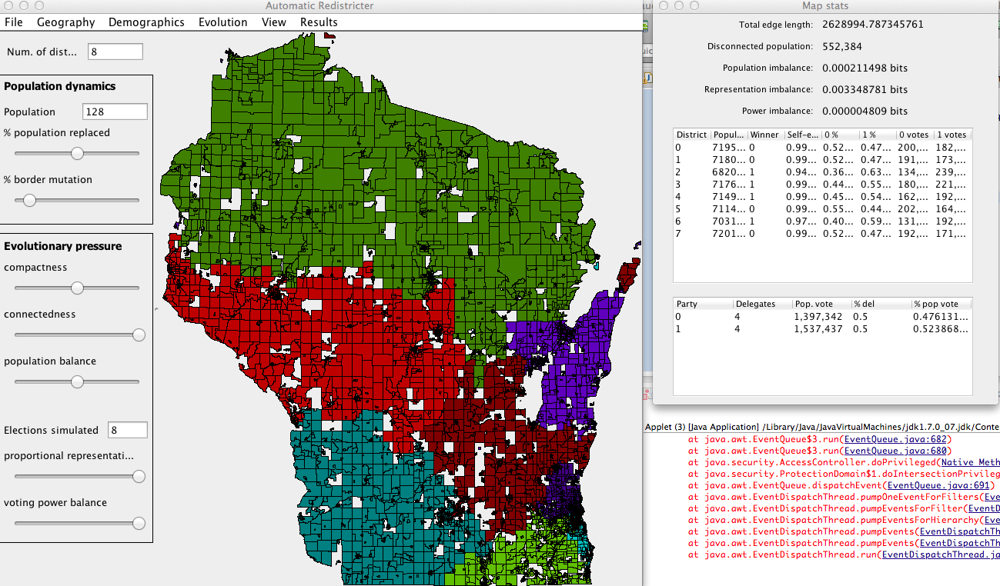 Automatic Redistricter
File Geography Demographics Evolution View Results
Num. of dist... 8
Population dynamics
Population 128
% population replaced
% border mutation
Evolutionary pressure
compactness
connectedness
population balance
Elections simulated 8
proportional representati...
voting power balance
Map stats
Total edge length: 2628994.787345761
Disconnected population: 552,384
Population imbalance: 0.000211498 bits
Representation imbalance: 0.003348781 bits
Power imbalance: 0.000004809 bits
District Popul... Winner Self-e... 0 % 1 % 0 votes 1 votes
0 7195... 0 0.99... 0.52... 0.47... 200,... 182,...
1 7180... 0 0.99... 0.52... 0.47... 191,... 173,...
2 6820... 1 0.94... 0.36... 0.63... 134,... 239,...
3 7176... 1 0.99... 0.44... 0.55... 180,... 221,...
4 7149... 1 0.99... 0.45... 0.54... 162,... 192,...
5 7114... 0 0.99... 0.55... 0.44... 202,... 164,...
6 7031... 1 0.97... 0.40... 0.59... 131,... 192,...
7 7201... 0 0.99... 0.52... 0.47... 192,... 171,...
Party Delegates Pop. vote % del % pop vote
0 4 1,397,342 0.5 0.476131...
1 4 1,537,437 0.5 0.523868...
Applet (3) [Java Application] /Library/Java/JavaVirtualMachines/jdk1.7.0_07.jdk/Conte
at java.awt.EventQueue$3.run(EventQueue.java:682)
at java.awt.EventQueue$3.run(EventQueue.java:680)
at java.security.AccessController.doPrivileged(Native Meth
at java.security.ProtectionDomain$1.doIntersectionPrivileg
at java.awt.EventQueue.dispatchEvent(EventQueue.java:691)
at java.awt.EventDispatchThread.pumpOneEventForFilters(Eve
at java.awt.EventDispatchThread.pumpEventsForFilter(EventD
at java.awt.EventDispatchThread.pumpEventsForHierarchy(Eve
at java.awt.EventDispatchThread.pumpEvents(EventDispatchTh
at java.awt.EventDispatchThread.pumpEvents(EventDispatchTh
at java.awt.EventDispatchThread.run(EventDispatchThread.ja